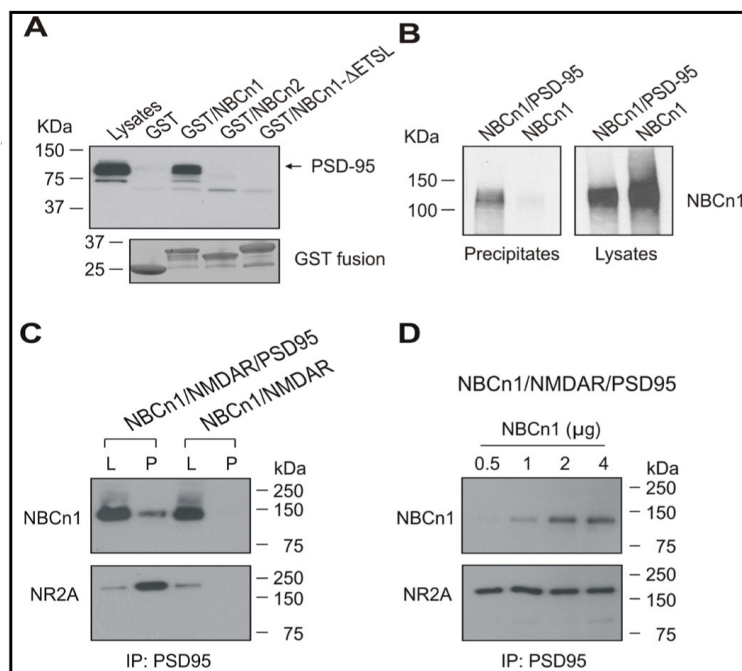 A
Lysates
GST
GST/NBCn1
GST/NBCn2
GST/NBCn1-ΔETSL
KDa
150
75
37
PSD-95
37
25
GST fusion
B
NBCn1/PSD-95
NBCn1
NBCn1/PSD-95
NBCn1
KDa
150
100
NBCn1
Precipitates Lysates
C
NBCn1/NMDAR/PSD95
NBCn1/NMDAR
L P L P
kDa
NBCn1
250
150
75
NR2A
250
150
75
IP: PSD95
D
NBCn1/NMDAR/PSD95
NBCn1 (µg)
0.5 1 2 4
kDa
NBCn1
250
150
75
NR2A
250
150
75
IP: PSD95